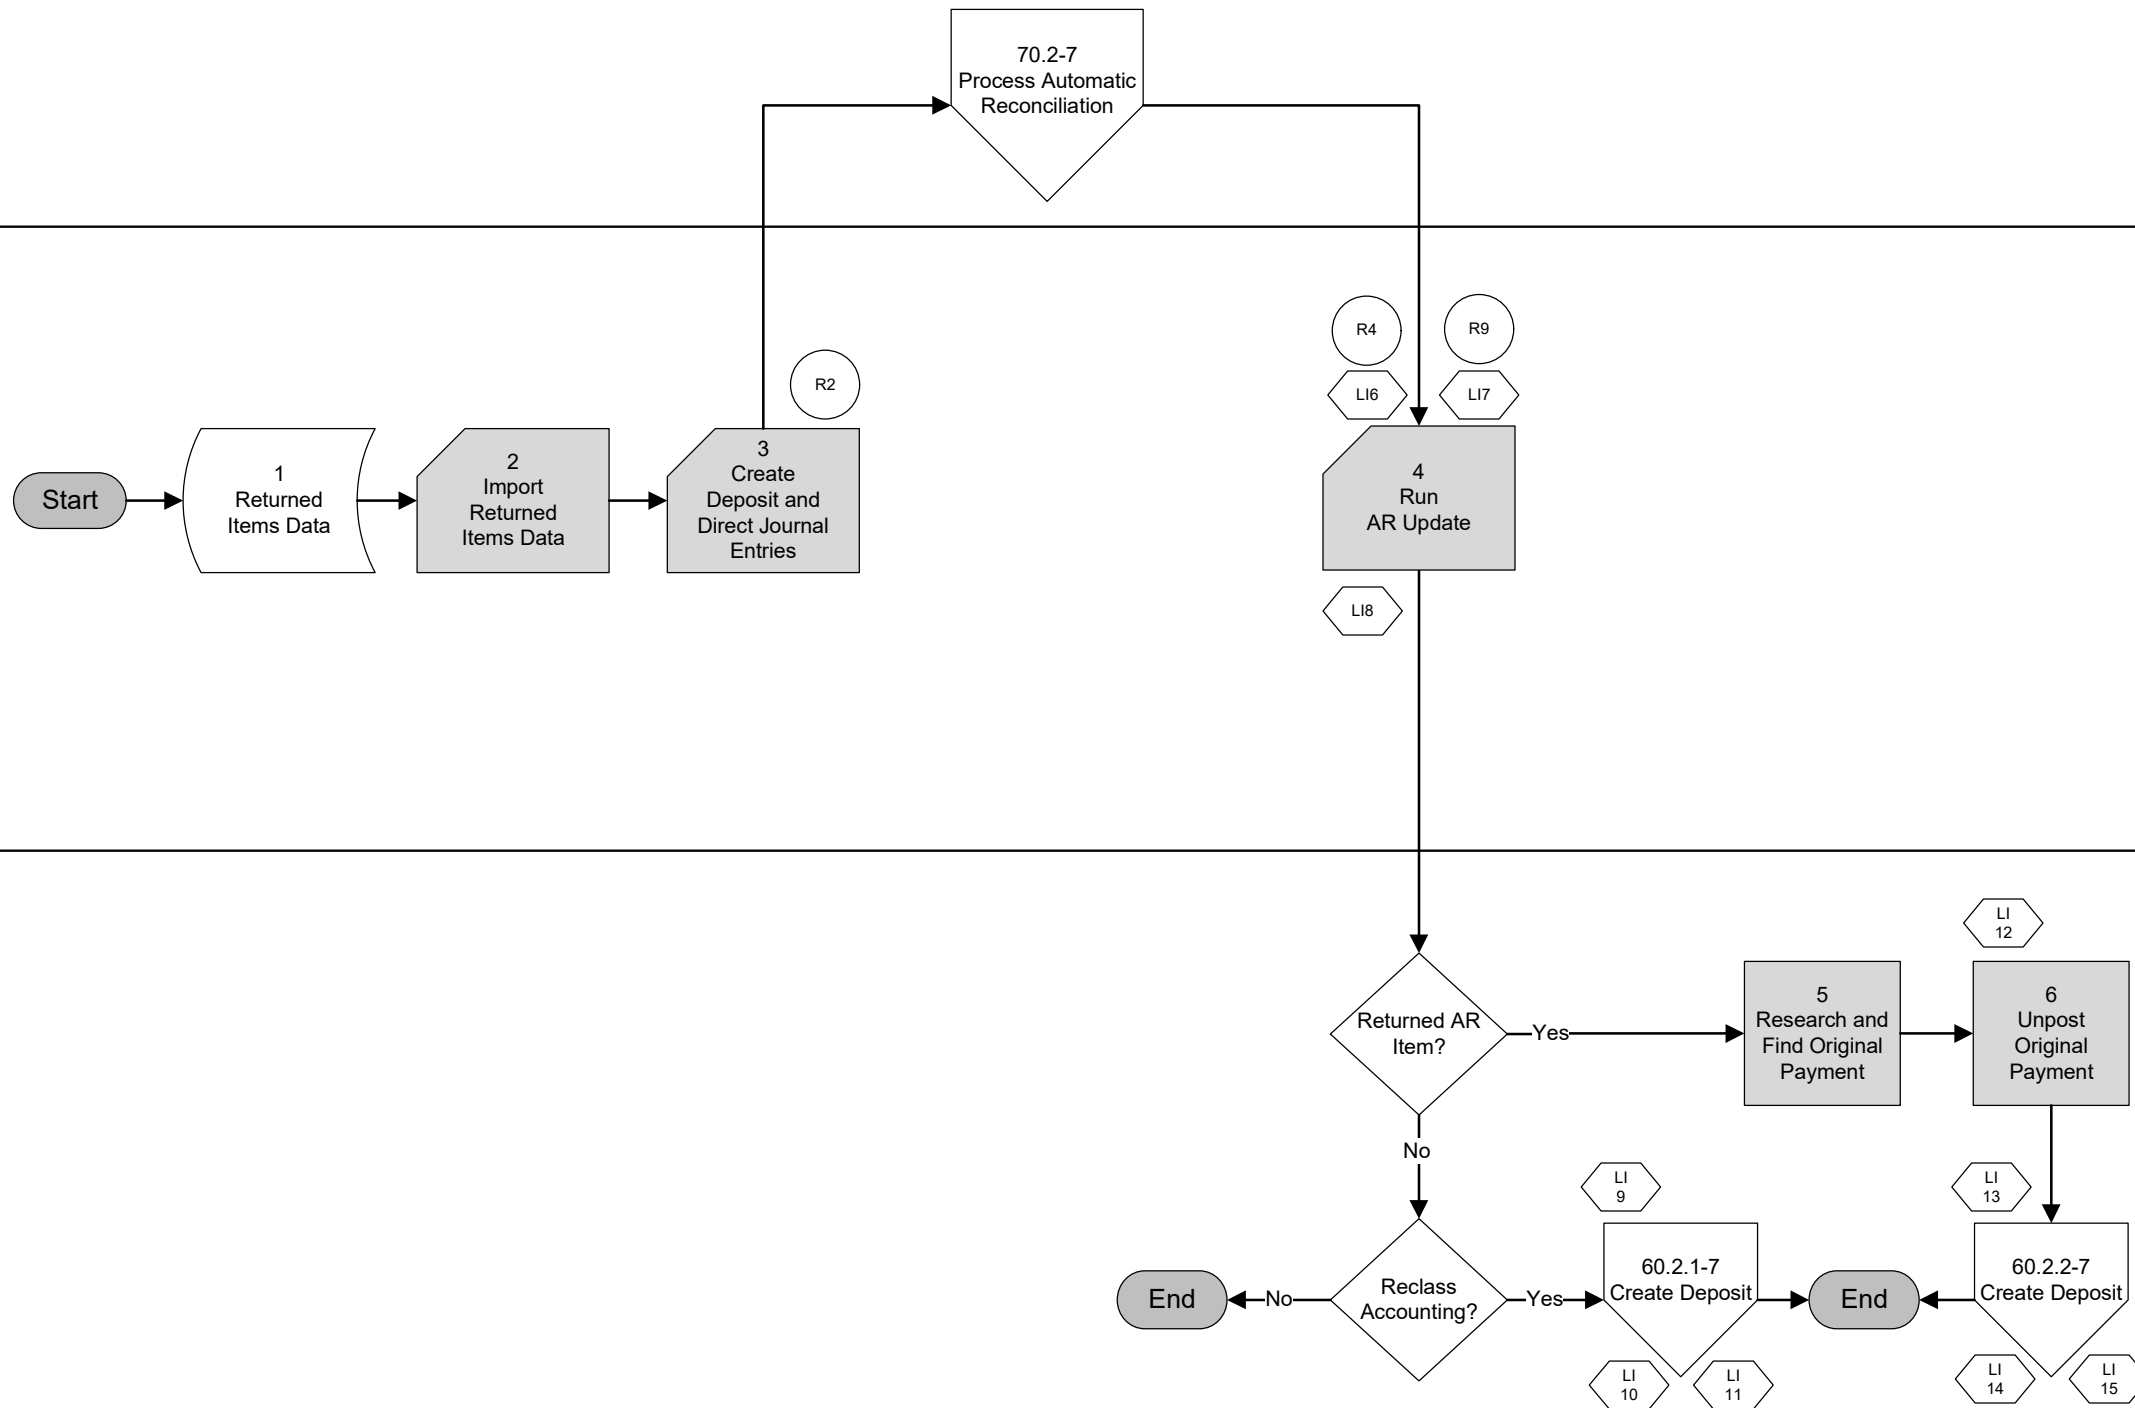 70.2-7
Process Automatic
Reconciliation
R4
R9
R2
LI6
LI7
Start
1
Returned
Items Data
2
Import
Returned
Items Data
3
Create
Deposit and
Direct Journal
Entries
4
Run
AR Update
LI8
LI
12
Returned AR
Item?
Yes
5
Research and
Find Original
Payment
6
Unpost
Original
Payment
No
LI
9
LI
13
End
No
Reclass
Accounting?
Yes
60.2.1-7
Create Deposit
End
60.2.2-7
Create Deposit
LI
10
LI
11
LI
14
LI
15